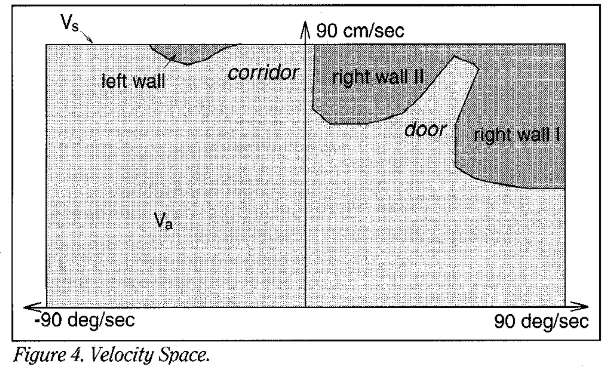 Vs
90 cm/sec
left wall
corridor
right wall II
door
right wall I
Va
-90 deg/sec
90 deg/sec
Figure 4. Velocity Space.